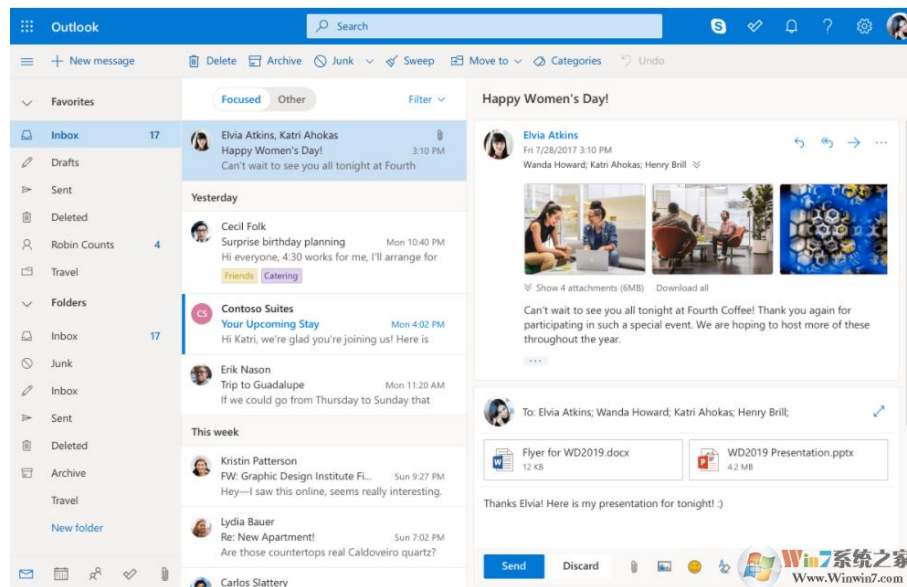 Outlook
Search
New message
Delete
Archive
Junk
Sweep
Move to
Categories
Undo
Favorites
Inbox 17
Drafts
Sent
Deleted
Robin Counts 4
Travel
Folders
Inbox 17
Junk
Inbox
Sent
Deleted
Archive
Travel
New folder
Focused
Other
Filter
Elvia Atkins, Katri Ahokas
Happy Women's Day! 3:10 PM
Can't wait to see you all tonight at Fourth
Yesterday
Cecil Folk
Surprise birthday planning Mon 10:40 PM
Hi everyone, 4:30 works for me, I'll arrange for
Friends Catering
CS
Contoso Suites
Your Upcoming Stay Mon 4:02 PM
Hi Katri, we're glad you're joining us! Here is
Erik Nason
Trip to Guadalupe Mon 11:20 AM
If we could go from Thursday to Sunday that
This week
Kristin Patterson
FW: Graphic Design Institute Fi... Sun 9:27 PM
Hey—I saw this online, seems really interesting.
Lydia Bauer
Re: New Apartment! Sun 7:02 PM
Are those countertops real Caldoveiro quartz?
Carlos Slattery
Happy Women's Day!
Elvia Atkins
Fri 7/28/2017 3:10 PM
Wanda Howard; Katri Ahokas; Henry Brill
Show 4 attachments (6MB) Download all
Can't wait to see you all tonight at Fourth Coffee! Thank you again for
participating in such a special event. We are hoping to host more of these
throughout the year.
To: Elvia Atkins; Wanda Howard; Katri Ahokas; Henry Brill;
Flyer for WD2019.docx
12 KB
WD2019 Presentation.pptx
4.2 MB
Thanks Elvia! Here is my presentation for tonight! :)
Send
Discard
Win7系统之家
Www.Winwin7.com